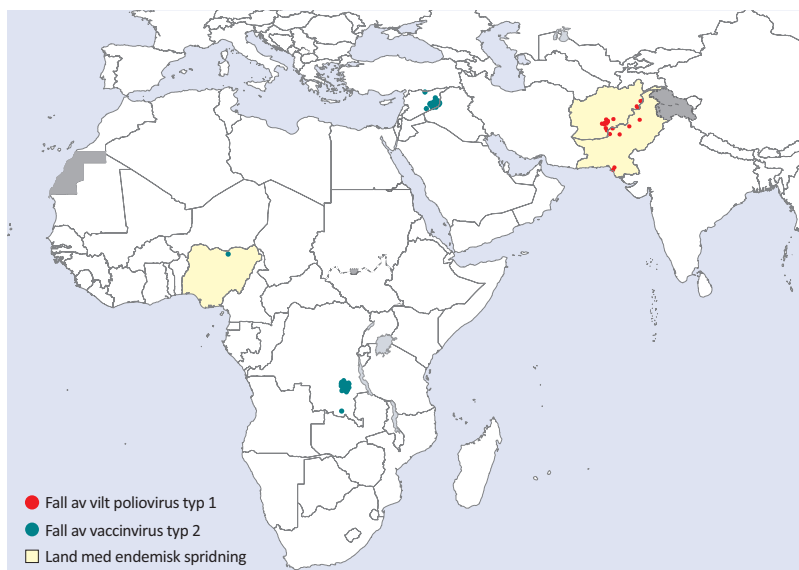 Fall av vilt poliovirus typ 1
Fall av vaccinvirus typ 2
Land med endemisk spridning